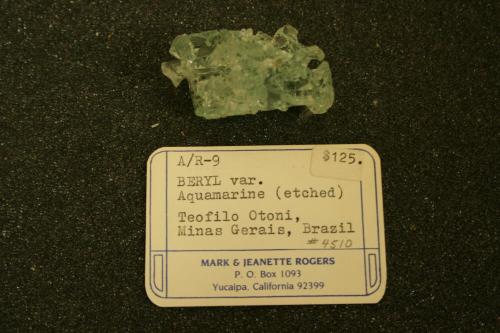 A/R-9
$125.
BERYL var.
Aquamarine (etched)
Teofilo Otoni,
Minas Gerais, Brazil
#4510
MARK & JEANETTE ROGERS
P. O. Box 1093
Yucaipa, California 92399